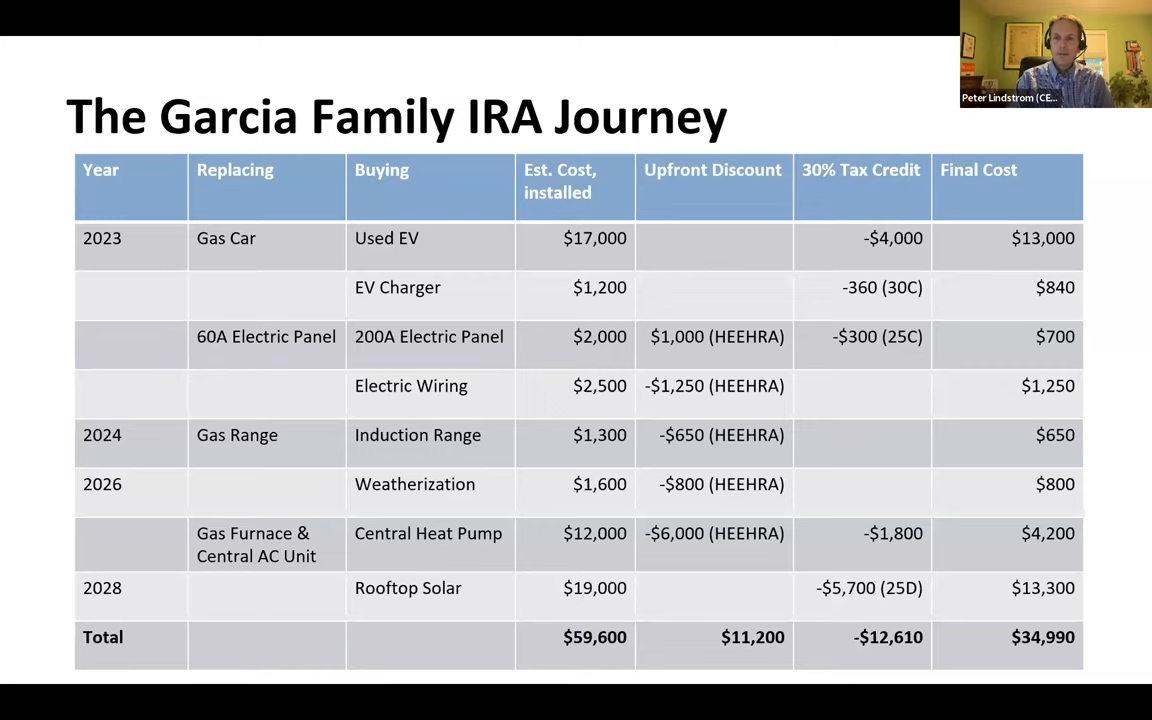 Peter Lindstrom (CE...
The Garcia Family IRA Journey
Year Replacing Buying Est. Cost, installed Upfront Discount 30% Tax Credit Final Cost
2023 Gas Car Used EV $17,000 -$4,000 $13,000
EV Charger $1,200 -360 (30C) $840
60A Electric Panel 200A Electric Panel $2,000 $1,000 (HEEHRA) -$300 (25C) $700
Electric Wiring $2,500 -$1,250 (HEEHRA) $1,250
2024 Gas Range Induction Range $1,300 -$650 (HEEHRA) $650
2026 Weatherization $1,600 -$800 (HEEHRA) $800
Gas Furnace & Central AC Unit Central Heat Pump $12,000 -$6,000 (HEEHRA) -$1,800 $4,200
2028 Rooftop Solar $19,000 -$5,700 (25D) $13,300
Total $59,600 $11,200 -$12,610 $34,990